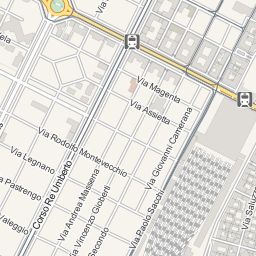 Via
Via Magenta
Via Assietta
Via Rodolfo Montevecchio
Via Legnano
Via Giovanni Camerana
Pastrengo
Corso Re Umberto
Via Andrea Massena
Via Vincenzo Gioberti
Via Paolo Sacchi
Secondo
Valeggio
Via Saluzzo